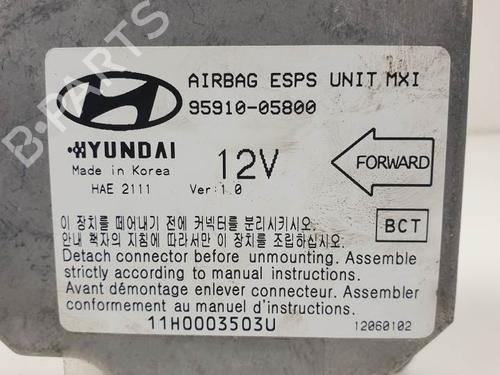 AIRBAG ESPS UNIT MXI
95910-05800
HYUNDAI
Made in Korea
HAE 2111
12V
Ver:1.0
FORWARD
BCT
이 장치를 떼어내기 전에 커넥터를 분리시키시오.
안내 책자의 지침에 따라서만 이 장치를 조립하십시오.
Detach connector before unmounting. Assemble
strictly according to manual instructions.
Avant démontage enlever connecteur. Assembler
conformement au manuel d'instructions.
11H0003503U
12060102
B-PARTS